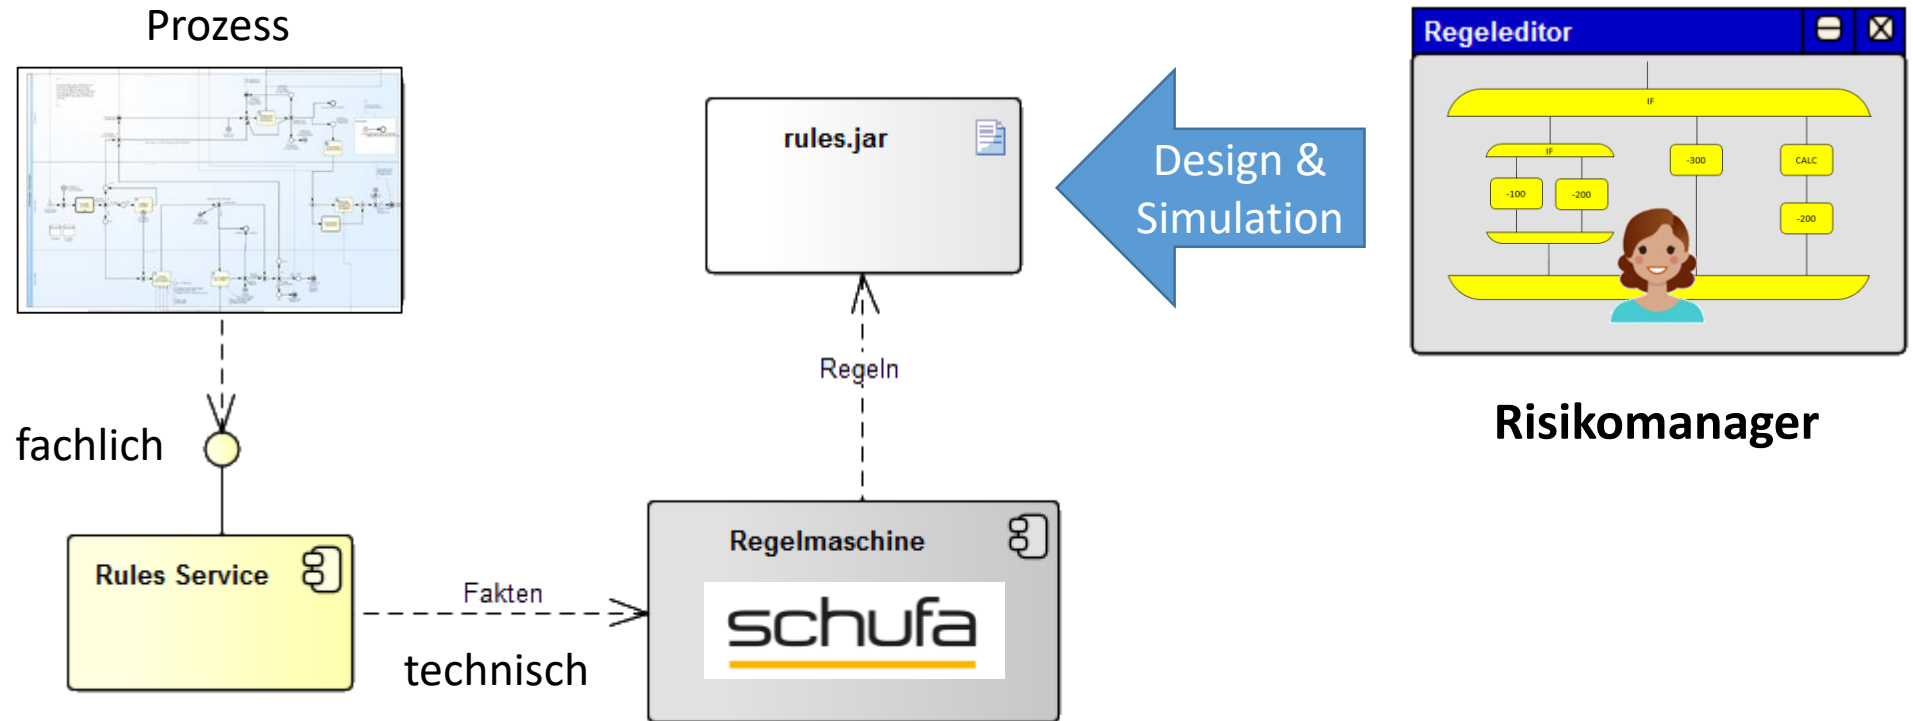 Prozess
rules.jar
Design &
Simulation
Regeleditor
IF
IF
-300
CALC
-100
-200
-200
Regeln
Risikomanager
fachlich
Rules Service
Fakten
technisch
Regelmaschine
schufa